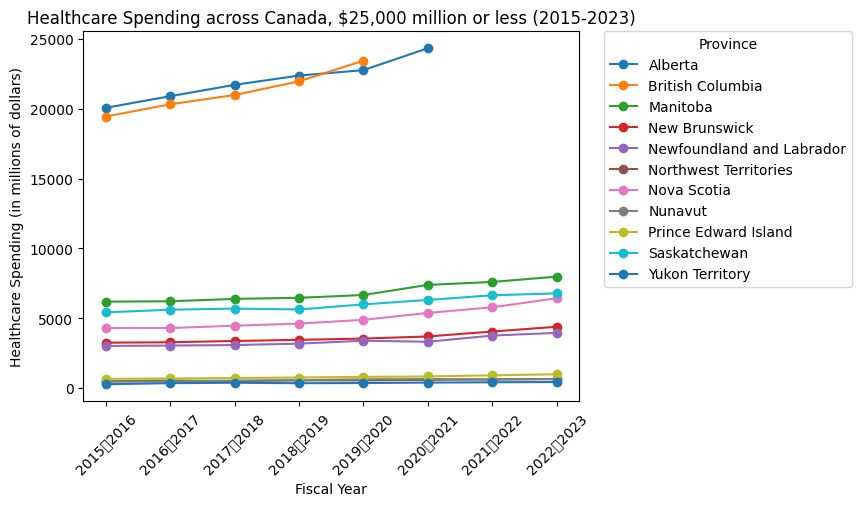 Healthcare Spending across Canada, $25,000 million or less (2015-2023)
Healthcare Spending (in millions of dollars)
25000
20000
15000
10000
5000
0
2015▯2016
2016▯2017
2017▯2018
2018▯2019
2019▯2020
2020▯2021
2021▯2022
2022▯2023
Fiscal Year
Province
Alberta
British Columbia
Manitoba
New Brunswick
Newfoundland and Labrador
Northwest Territories
Nova Scotia
Nunavut
Prince Edward Island
Saskatchewan
Yukon Territory